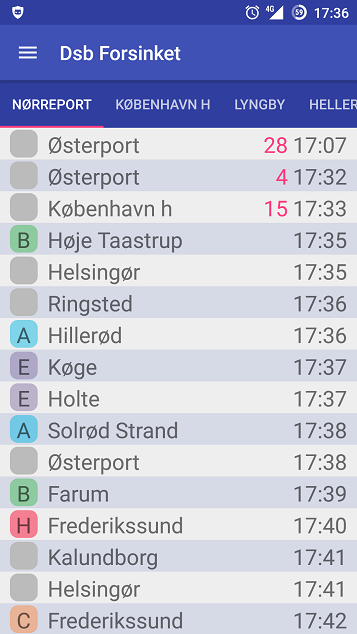 4G 59 17:36
Dsb Forsinket
NØRREPORT KØBENHAVN H LYNGBY HELLER
Østerport 28 17:07
Østerport 4 17:32
København h 15 17:33
B Høje Taastrup 17:35
Helsingør 17:35
Ringsted 17:36
A Hillerød 17:36
E Køge 17:37
E Holte 17:37
A Solrød Strand 17:38
Østerport 17:38
B Farum 17:39
H Frederikssund 17:40
Kalundborg 17:41
Helsingør 17:41
C Frederikssund 17:42